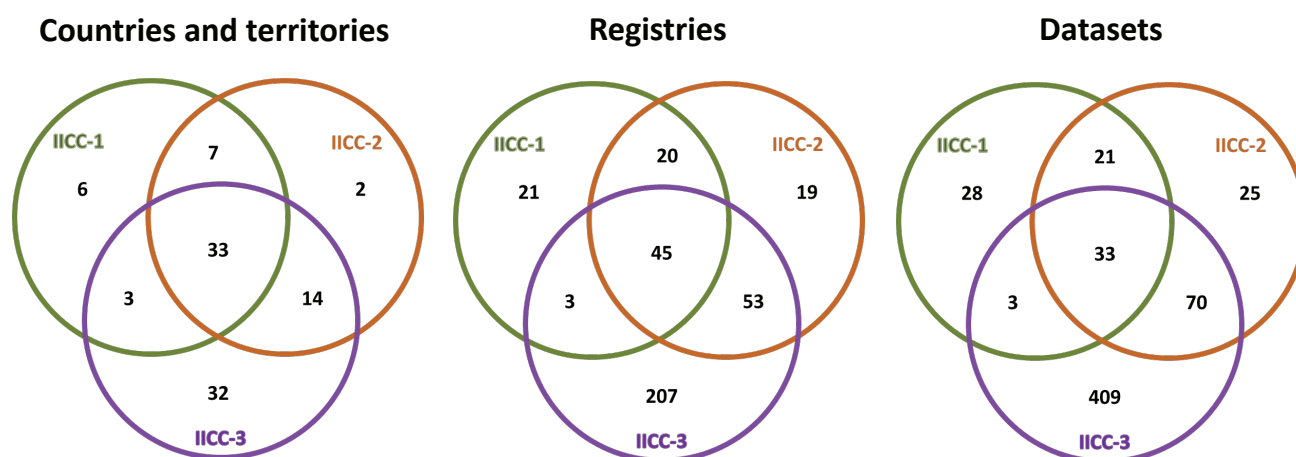 Countries and territories
IICC-1
IICC-2
7
6
2
33
3
14
32
IICC-3
Registries
IICC-1
IICC-2
20
21
19
45
3
53
207
IICC-3
Datasets
IICC-1
IICC-2
21
28
25
33
3
70
409
IICC-3